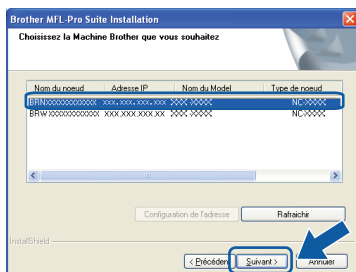 Brother MFL-Pro Suite Installation
Choisissez la Machine Brother que vous souhaitez
Nom du noeud Adresse IP Nom du Model Type de noeud
BRNXXXXXXXXXXXX XXX.XXX.XXX.XXX XXX-XXXX NC-XXXX
BRWXXXXXXXXXXXX XXX.XXX.XXX.XX XXX-XXXX NC-XXXX
Configuration de l'adresse Rafraichir
InstallShield
< Précéden Suivant > Annuler